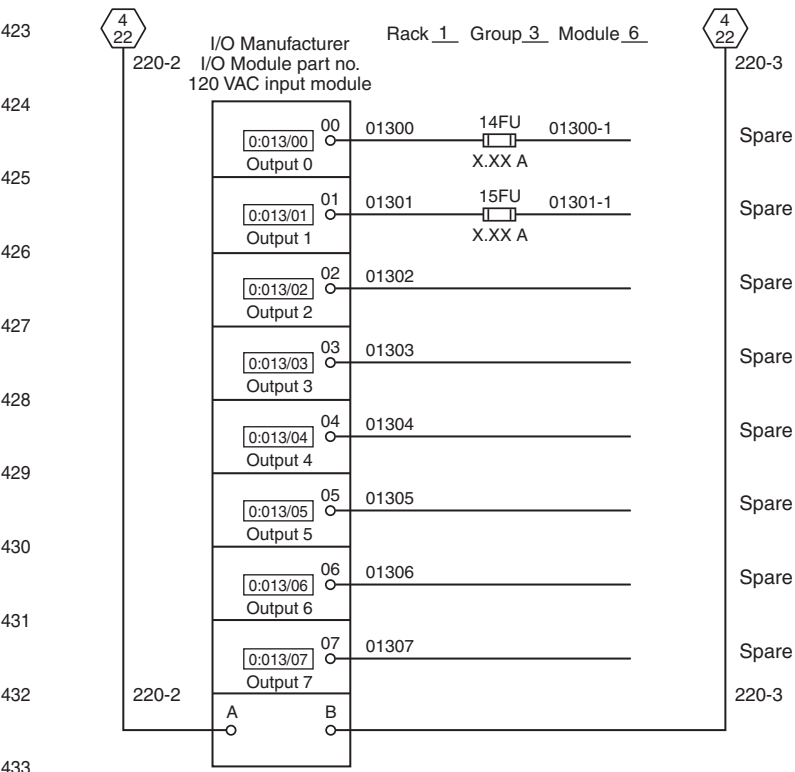 423
4
22
220-2
I/O Manufacturer
I/O Module part no.
120 VAC input module
Rack 1 Group 3 Module 6
4
22
220-3
424
0:013/00
Output 0
00
01300
14FU
X.XX A
01300-1
Spare
425
0:013/01
Output 1
01
01301
15FU
X.XX A
01301-1
Spare
426
0:013/02
Output 2
02
01302
Spare
427
0:013/03
Output 3
03
01303
Spare
428
0:013/04
Output 4
04
01304
Spare
429
0:013/05
Output 5
05
01305
Spare
430
0:013/06
Output 6
06
01306
Spare
431
0:013/07
Output 7
07
01307
Spare
432
220-2
A
B
220-3
433